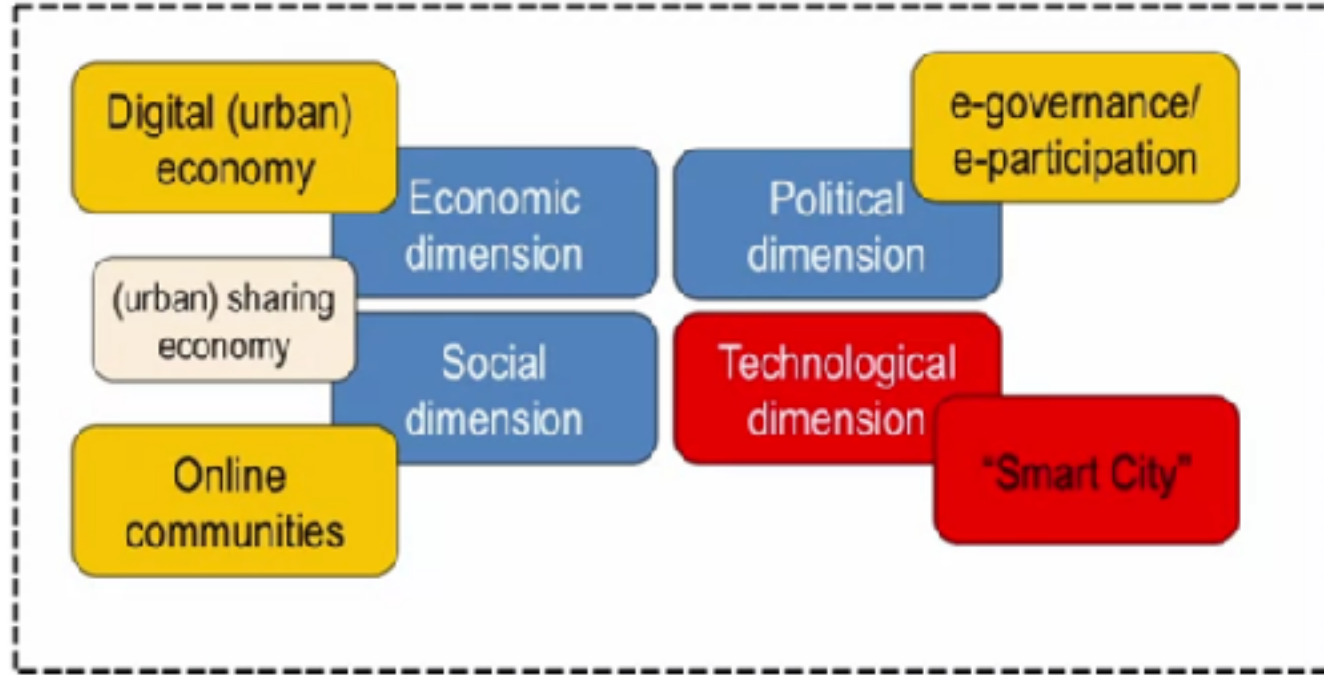 Digital (urban)
economy
e-governance/
e-participation
Economic
dimension
Political
dimension
(urban) sharing
economy
Social
dimension
Technological
dimension
Online
communities
“Smart City”